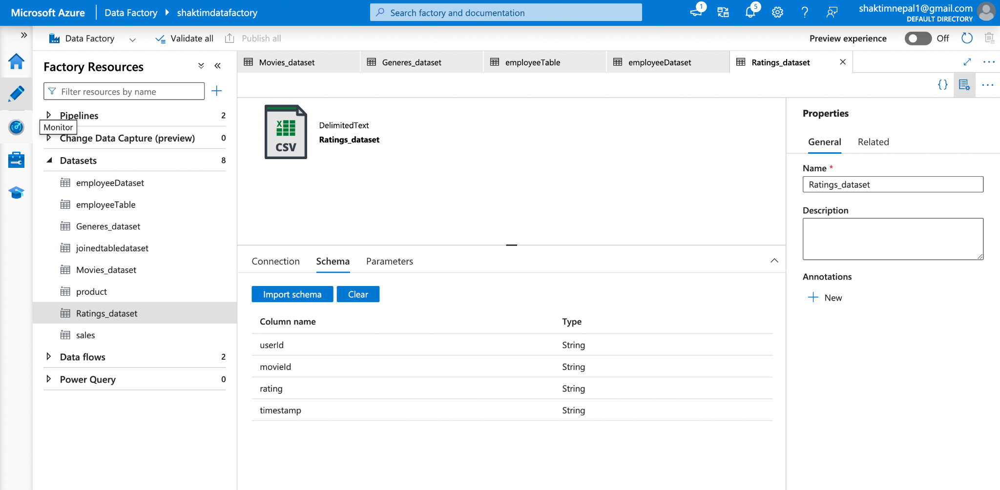 Microsoft Azure
Data Factory
shaktimdatafactory
Search factory and documentation
1
5
shaktimnepal1@gmail.com
DEFAULT DIRECTORY
Data Factory
Validate all
Publish all
Preview experience
Off
Factory Resources
Filter resources by name
Pipelines 2
Monitor
Change Data Capture (preview) 0
Datasets 8
employeeDataset
employeeTable
Generes_dataset
joinedtabledataset
Movies_dataset
product
Ratings_dataset
sales
Data flows 2
Power Query 0
Movies_dataset
Generes_dataset
employeeTable
employeeDataset
Ratings_dataset
CSV
DelimitedText
Ratings_dataset
Connection Schema Parameters
Import schema Clear
Column name Type
userId String
movieId String
rating String
timestamp String
Properties
General Related
Name *
Ratings_dataset
Description
Annotations
New